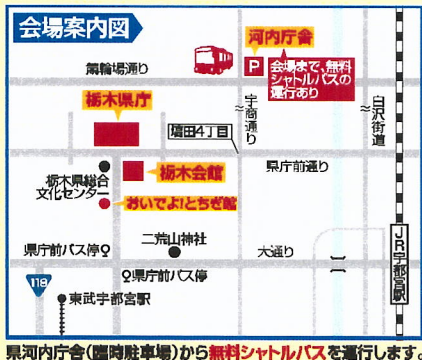 会場案内図
河内庁舎
競輪場通り
P
会場まで、無料
シャトルバスの
運行あり
栃木県庁
宇商通り
白沢街道
塙田4丁目
県庁前通り
栃木県総合
文化センター
栃木会館
おいでよ!とちぎ館
二荒山神社
県庁前バス停
大通り
JR宇都宮駅
県庁前バス停
119
東武宇都宮駅
県河内庁舎(臨時駐車場)から無料シャトルバスを運行します。